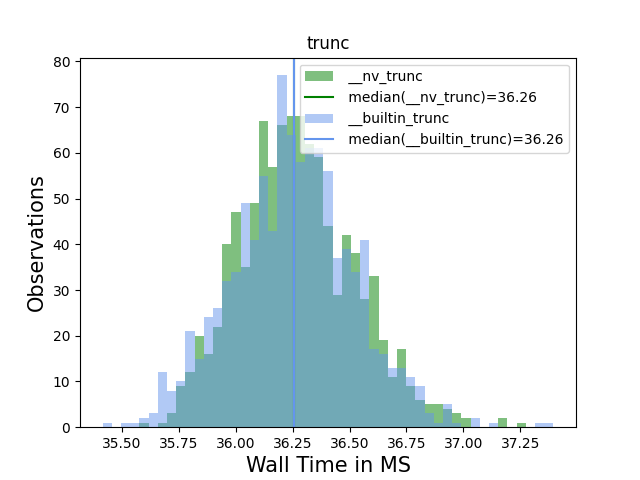 trunc
__nv_trunc
median(__nv_trunc)=36.26
__builtin_trunc
median(__builtin_trunc)=36.26
Observations
80
70
60
50
40
30
20
10
0
35.50 35.75 36.00 36.25 36.50 36.75 37.00 37.25
Wall Time in MS